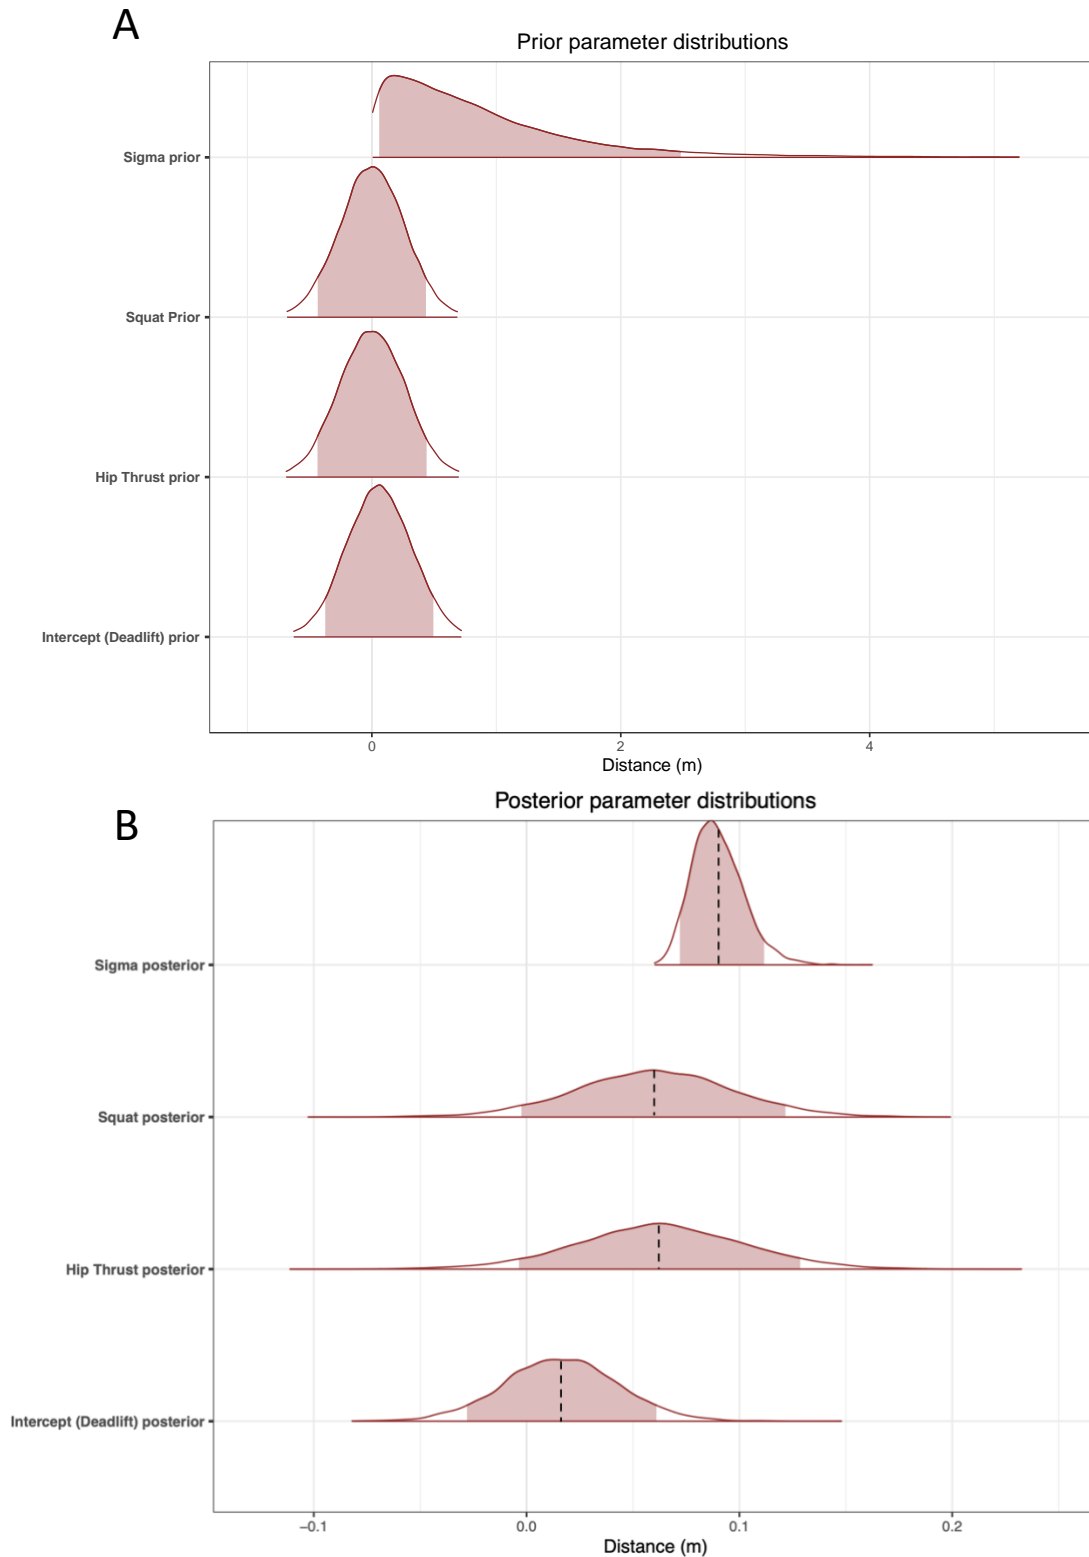 A
Prior parameter distributions
Sigma prior
Squat Prior
Hip Thrust prior
Intercept (Deadlift) prior
0 2 4
Distance (m)
B
Posterior parameter distributions
Sigma posterior
Squat posterior
Hip Thrust posterior
Intercept (Deadlift) posterior
−0.1 0.0 0.1 0.2
Distance (m)